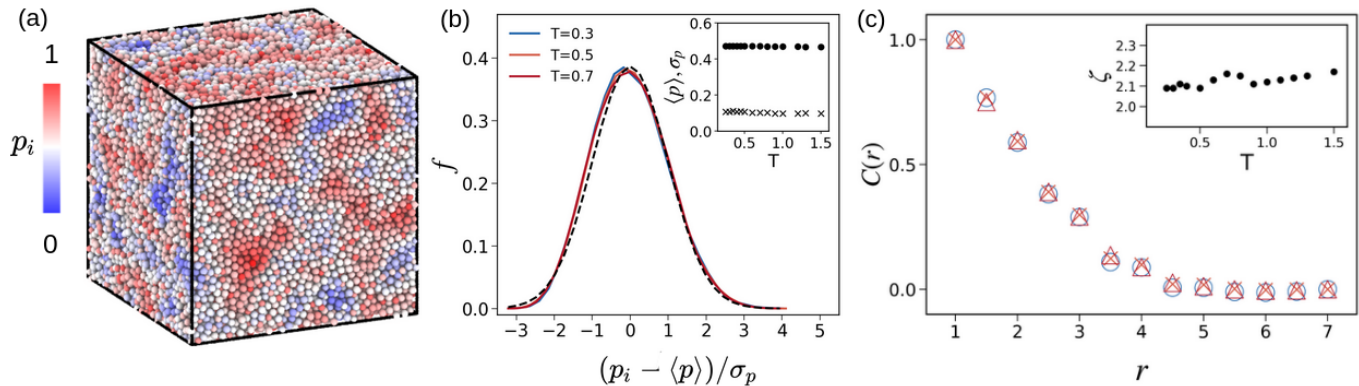 (a)
1
p_i
0
(b)
f
0.4
0.3
0.2
0.1
0.0
T=0.3
T=0.5
T=0.7
⟨p⟩, σ_p
0.6
0.4
0.2
0.0
0.5 1.0 1.5
T
−3 −2 −1 0 1 2 3 4 5
(p_i − ⟨p⟩)/σ_p
(c)
C(r)
1.0
0.5
0.0
ζ
2.3
2.2
2.1
2.0
0.5 1.0 1.5
T
1 2 3 4 5 6 7
r